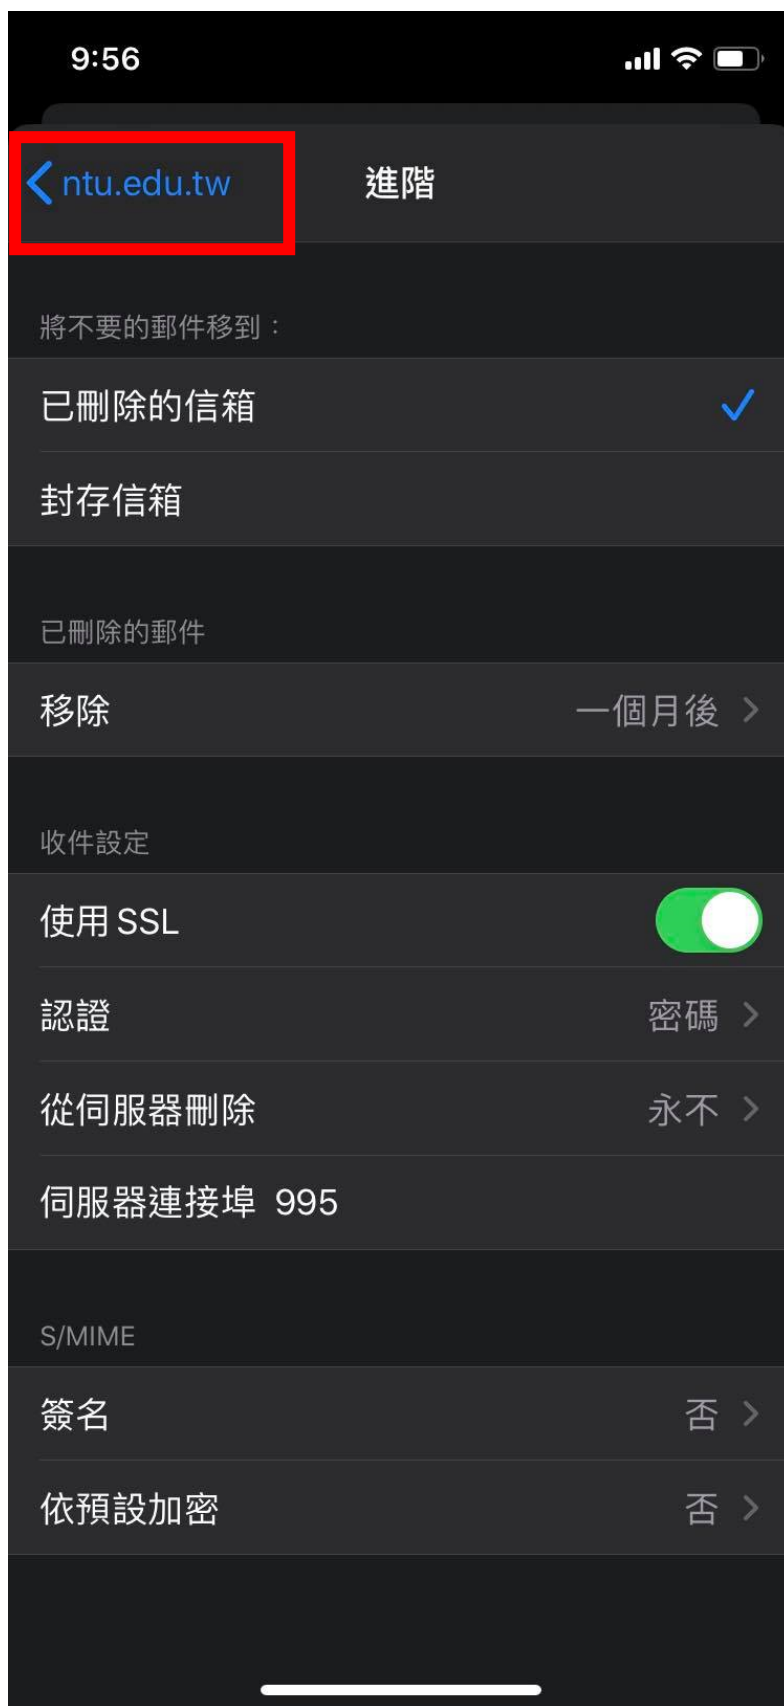 9:56
ntu.edu.tw 進階
將不要的郵件移到：
已刪除的信箱
封存信箱
已刪除的郵件
移除 一個月後
收件設定
使用 SSL
認證 密碼
從伺服器刪除 永不
伺服器連接埠 995
S/MIME
簽名 否
依預設加密 否